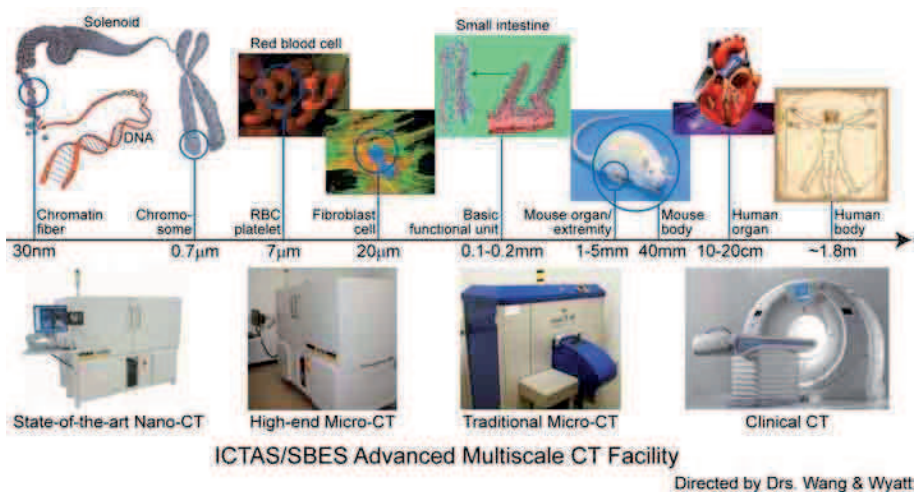 Solenoid
Red blood cell
Small intestine
DNA
Chromatin
fiber
Chromo-
some
RBC
platelet
Fibroblast
cell
Basic
functional unit
Mouse organ/
extremity
Mouse
body
Human
organ
Human
body
30nm
0.7µm
7µm
20µm
0.1-0.2mm
1-5mm
40mm
10-20cm
~1.8m
State-of-the-art Nano-CT
High-end Micro-CT
Traditional Micro-CT
Clinical CT
ICTAS/SBES Advanced Multiscale CT Facility
Directed by Drs. Wang & Wyatt